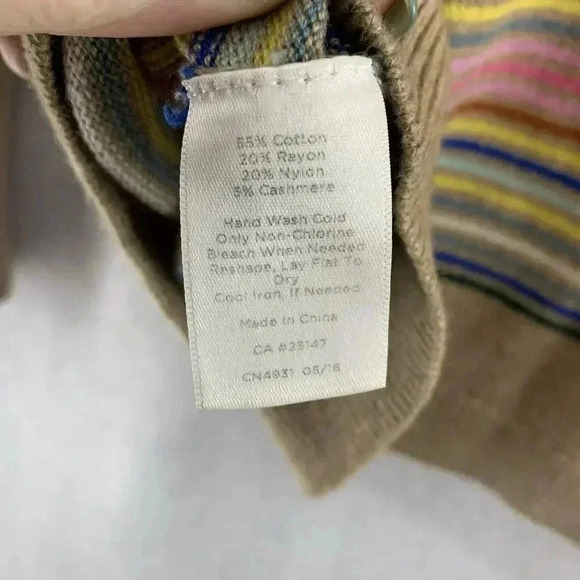 55% Cotton
20% Rayon
20% Nylon
5% Cashmere
Hand Wash Cold
Only Non-Chlorine
Bleach When Needed
Reshape, Lay Flat To
Dry
Cool Iron, If Needed
Made In China
CA #23147
CN4931 05/16